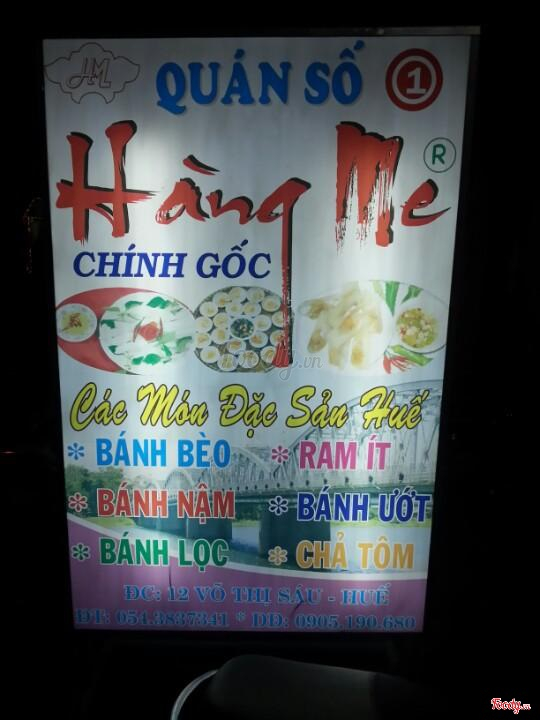 HM
QUÁN SỐ 1
Hàng Me ®
CHÍNH GỐC
Các Món Đặc Sản Huế
* BÁNH BÈO * RAM ÍT
* BÁNH NẬM * BÁNH ƯỚT
* BÁNH LỌC * CHẢ TÔM
ĐC: 12 VÕ THỊ SÁU - HUẾ
ĐT: 054.3837341 * DĐ: 0905.190.680
Foody.vn